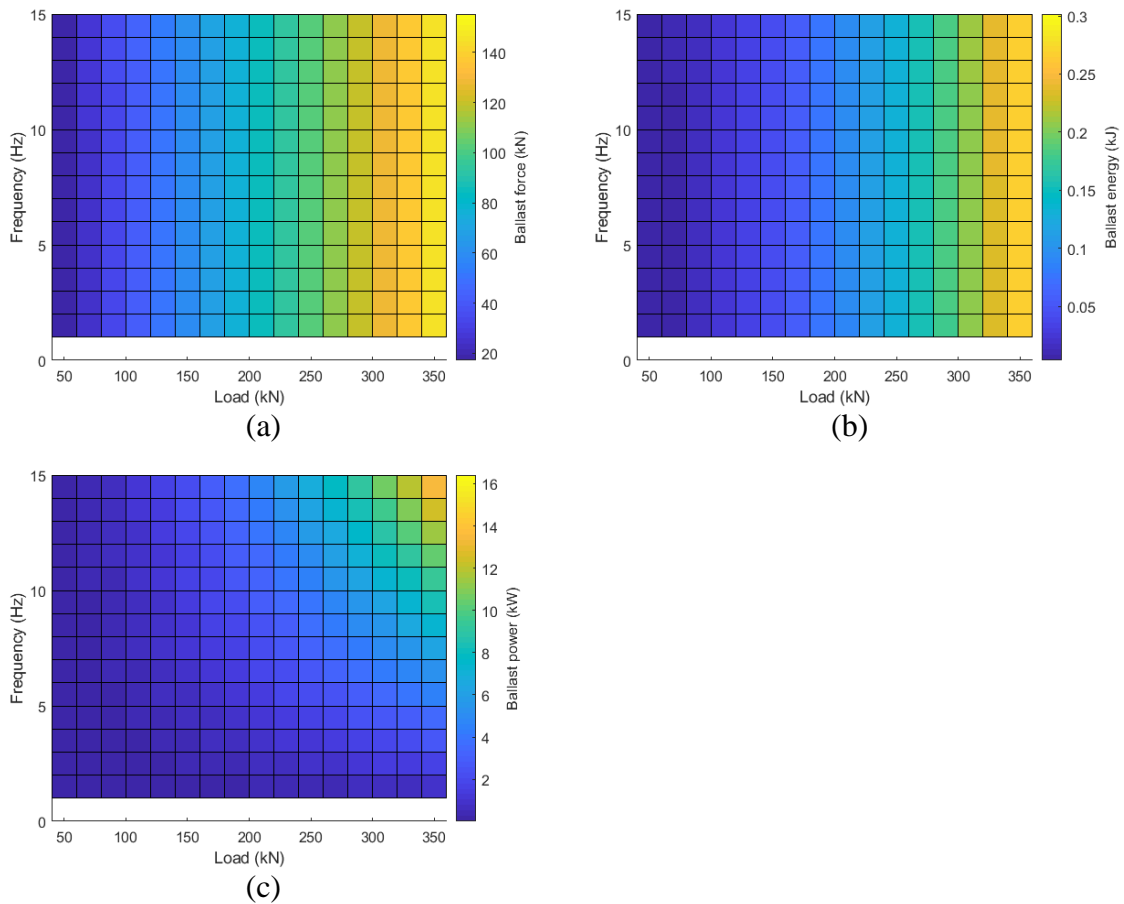 15
10
5
0
Frequency (Hz)
50 100 150 200 250 300 350
Load (kN)
140
120
100
80
60
40
20
Ballast force (kN)
(a)
15
10
5
0
Frequency (Hz)
50 100 150 200 250 300 350
Load (kN)
0.3
0.25
0.2
0.15
0.1
0.05
Ballast energy (kJ)
(b)
15
10
5
0
Frequency (Hz)
50 100 150 200 250 300 350
Load (kN)
16
14
12
10
8
6
4
2
Ballast power (kW)
(c)